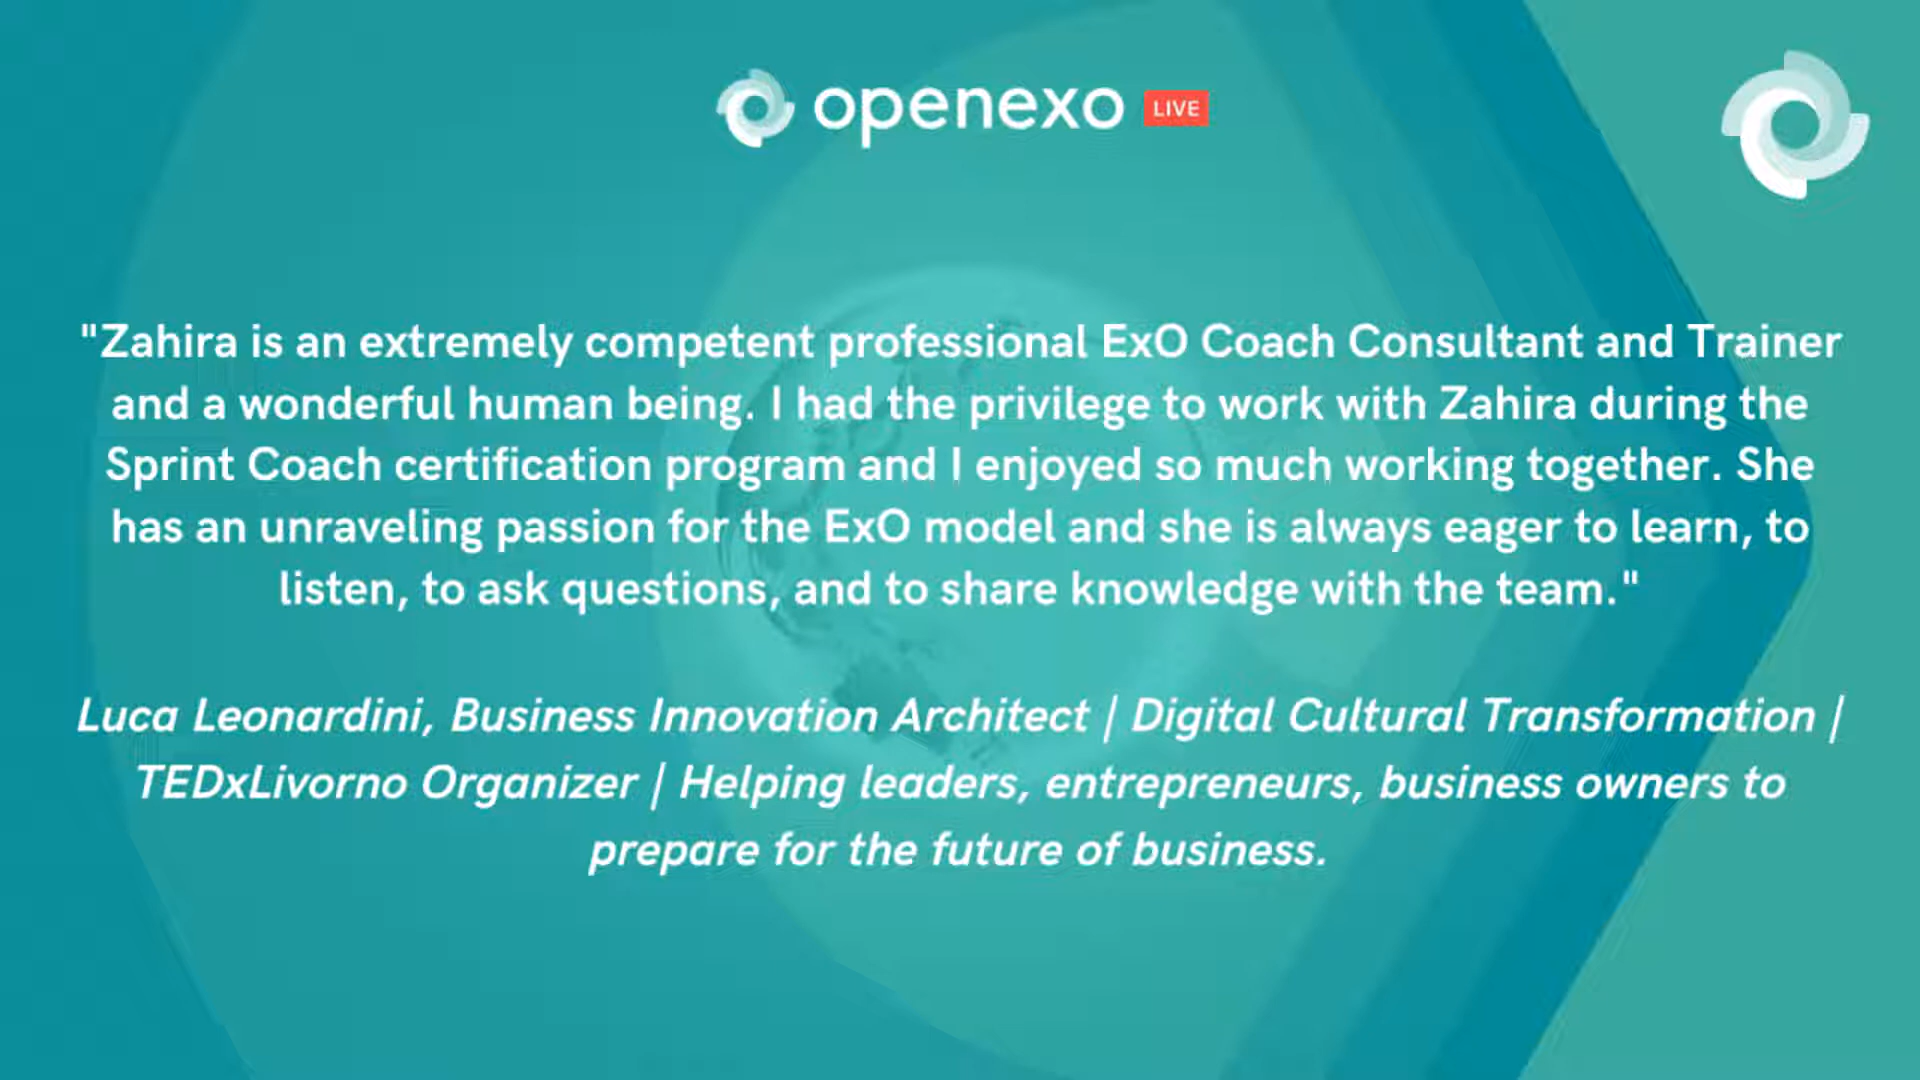 openexo LIVE
"Zahira is an extremely competent professional ExO Coach Consultant and Trainer
and a wonderful human being. I had the privilege to work with Zahira during the
Sprint Coach certification program and I enjoyed so much working together. She
has an unraveling passion for the ExO model and she is always eager to learn, to
listen, to ask questions, and to share knowledge with the team."
Luca Leonardini, Business Innovation Architect | Digital Cultural Transformation |
TEDxLivorno Organizer | Helping leaders, entrepreneurs, business owners to
prepare for the future of business.